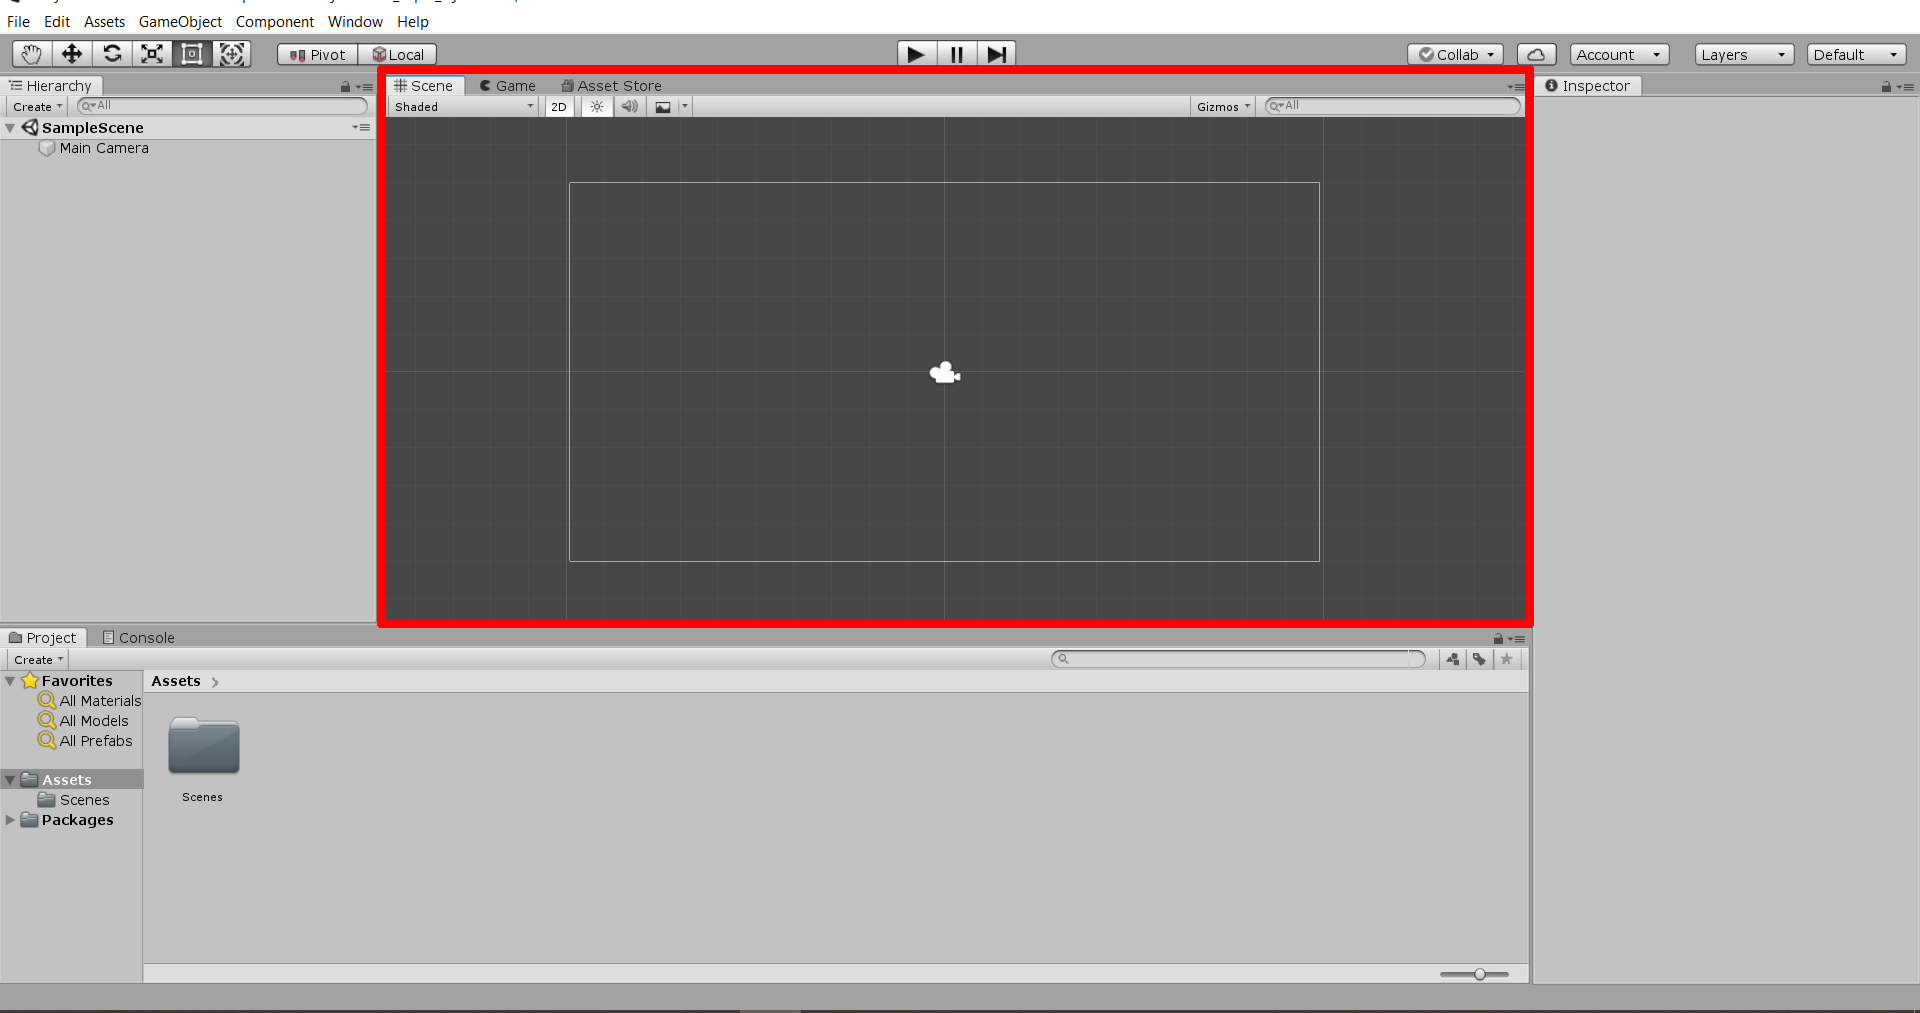 File Edit Assets GameObject Component Window Help
Pivot Local Collab Account Layers Default
Hierarchy
Create All
SampleScene
Main Camera
Scene Game Asset Store
Shaded 2D Gizmos All
Inspector
Project Console
Create
Favorites
All Materials
All Models
All Prefabs
Assets
Scenes
Packages
Assets
Scenes